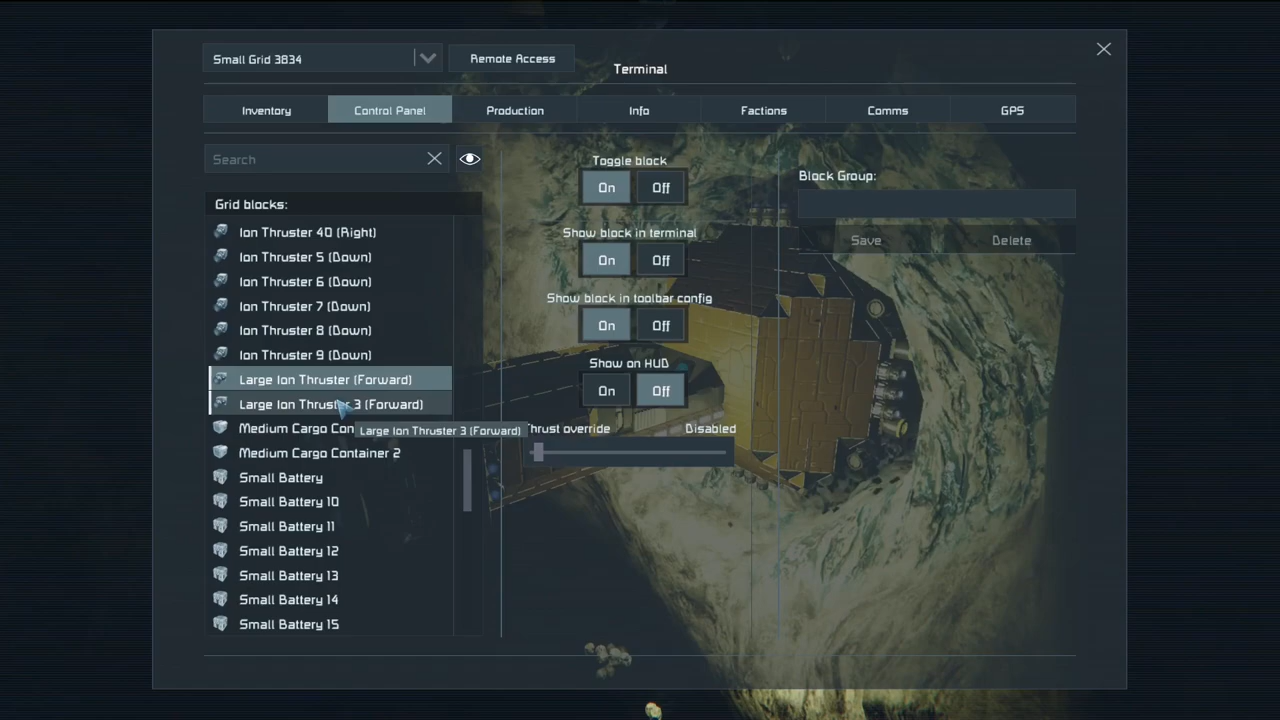 Small Grid 3834
Remote Access
Terminal
Inventory
Control Panel
Production
Info
Factions
Comms
GPS
Search
Grid blocks:
Ion Thruster 40 (Right)
Ion Thruster 5 (Down)
Ion Thruster 6 (Down)
Ion Thruster 7 (Down)
Ion Thruster 8 (Down)
Ion Thruster 9 (Down)
Large Ion Thruster (Forward)
Large Ion Thruster 3 (Forward)
Medium Cargo Con
Large Ion Thruster 3 (Forward)
Medium Cargo Container 2
Small Battery
Small Battery 10
Small Battery 11
Small Battery 12
Small Battery 13
Small Battery 14
Small Battery 15
Toggle block
On Off
Show block in terminal
On Off
Show block in toolbar config
On Off
Show on HUD
On Off
Thrust override Disabled
Block Group:
Save Delete